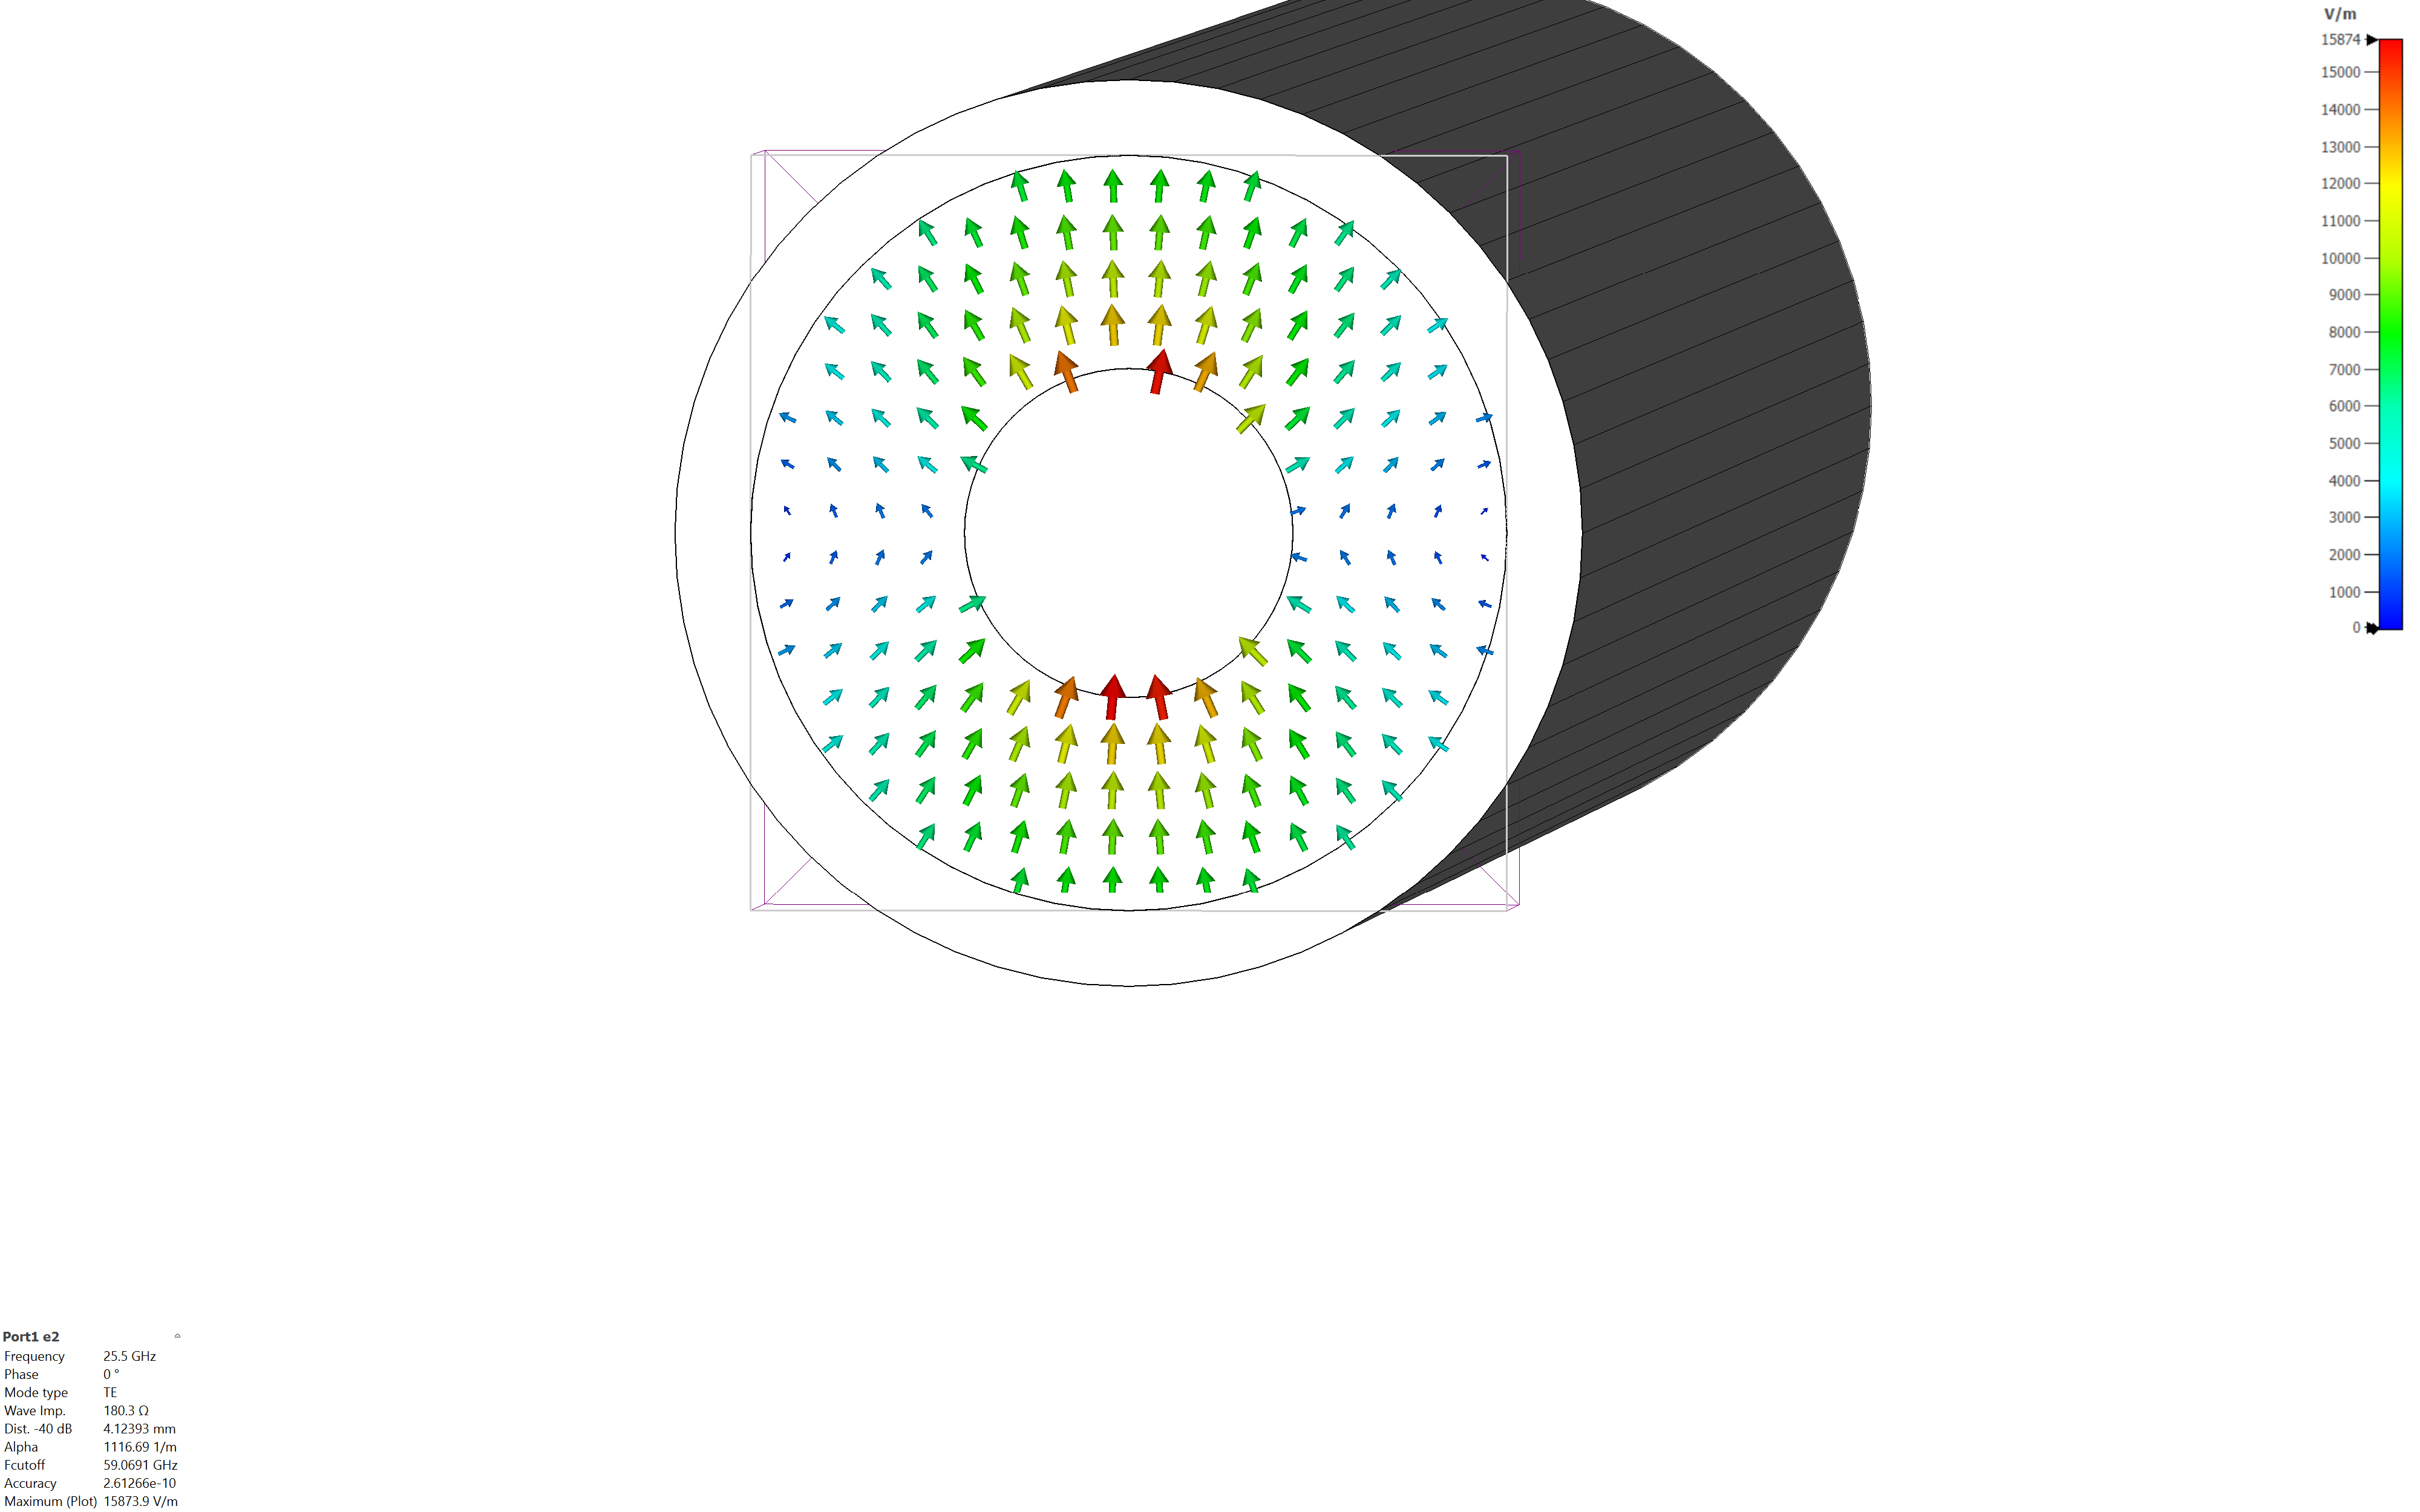 V/m
15874
15000
14000
13000
12000
11000
10000
9000
8000
7000
6000
5000
4000
3000
2000
1000
0
Port1 e2
Frequency 25.5 GHz
Phase 0 °
Mode type TE
Wave Imp. 180.3 Ω
Dist. -40 dB 4.12393 mm
Alpha 1116.69 1/m
Fcutoff 59.0691 GHz
Accuracy 2.61266e-10
Maximum (Plot) 15873.9 V/m